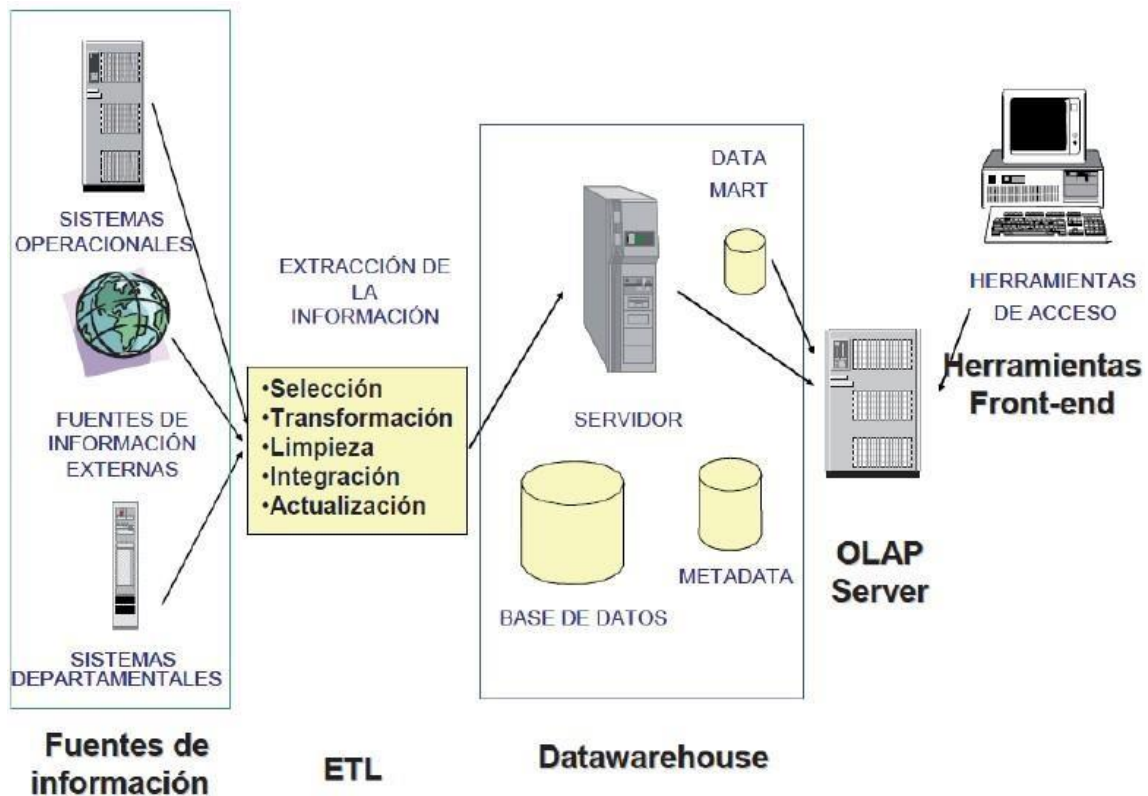 SISTEMAS
OPERACIONALES
FUENTES DE
INFORMACIÓN
EXTERNAS
SISTEMAS
DEPARTAMENTALES
Fuentes de
información
EXTRACCIÓN DE
LA
INFORMACIÓN
•Selección
•Transformación
•Limpieza
•Integración
•Actualización
ETL
DATA
MART
SERVIDOR
BASE DE DATOS
METADATA
Datawarehouse
OLAP
Server
HERRAMIENTAS
DE ACCESO
Herramientas
Front-end